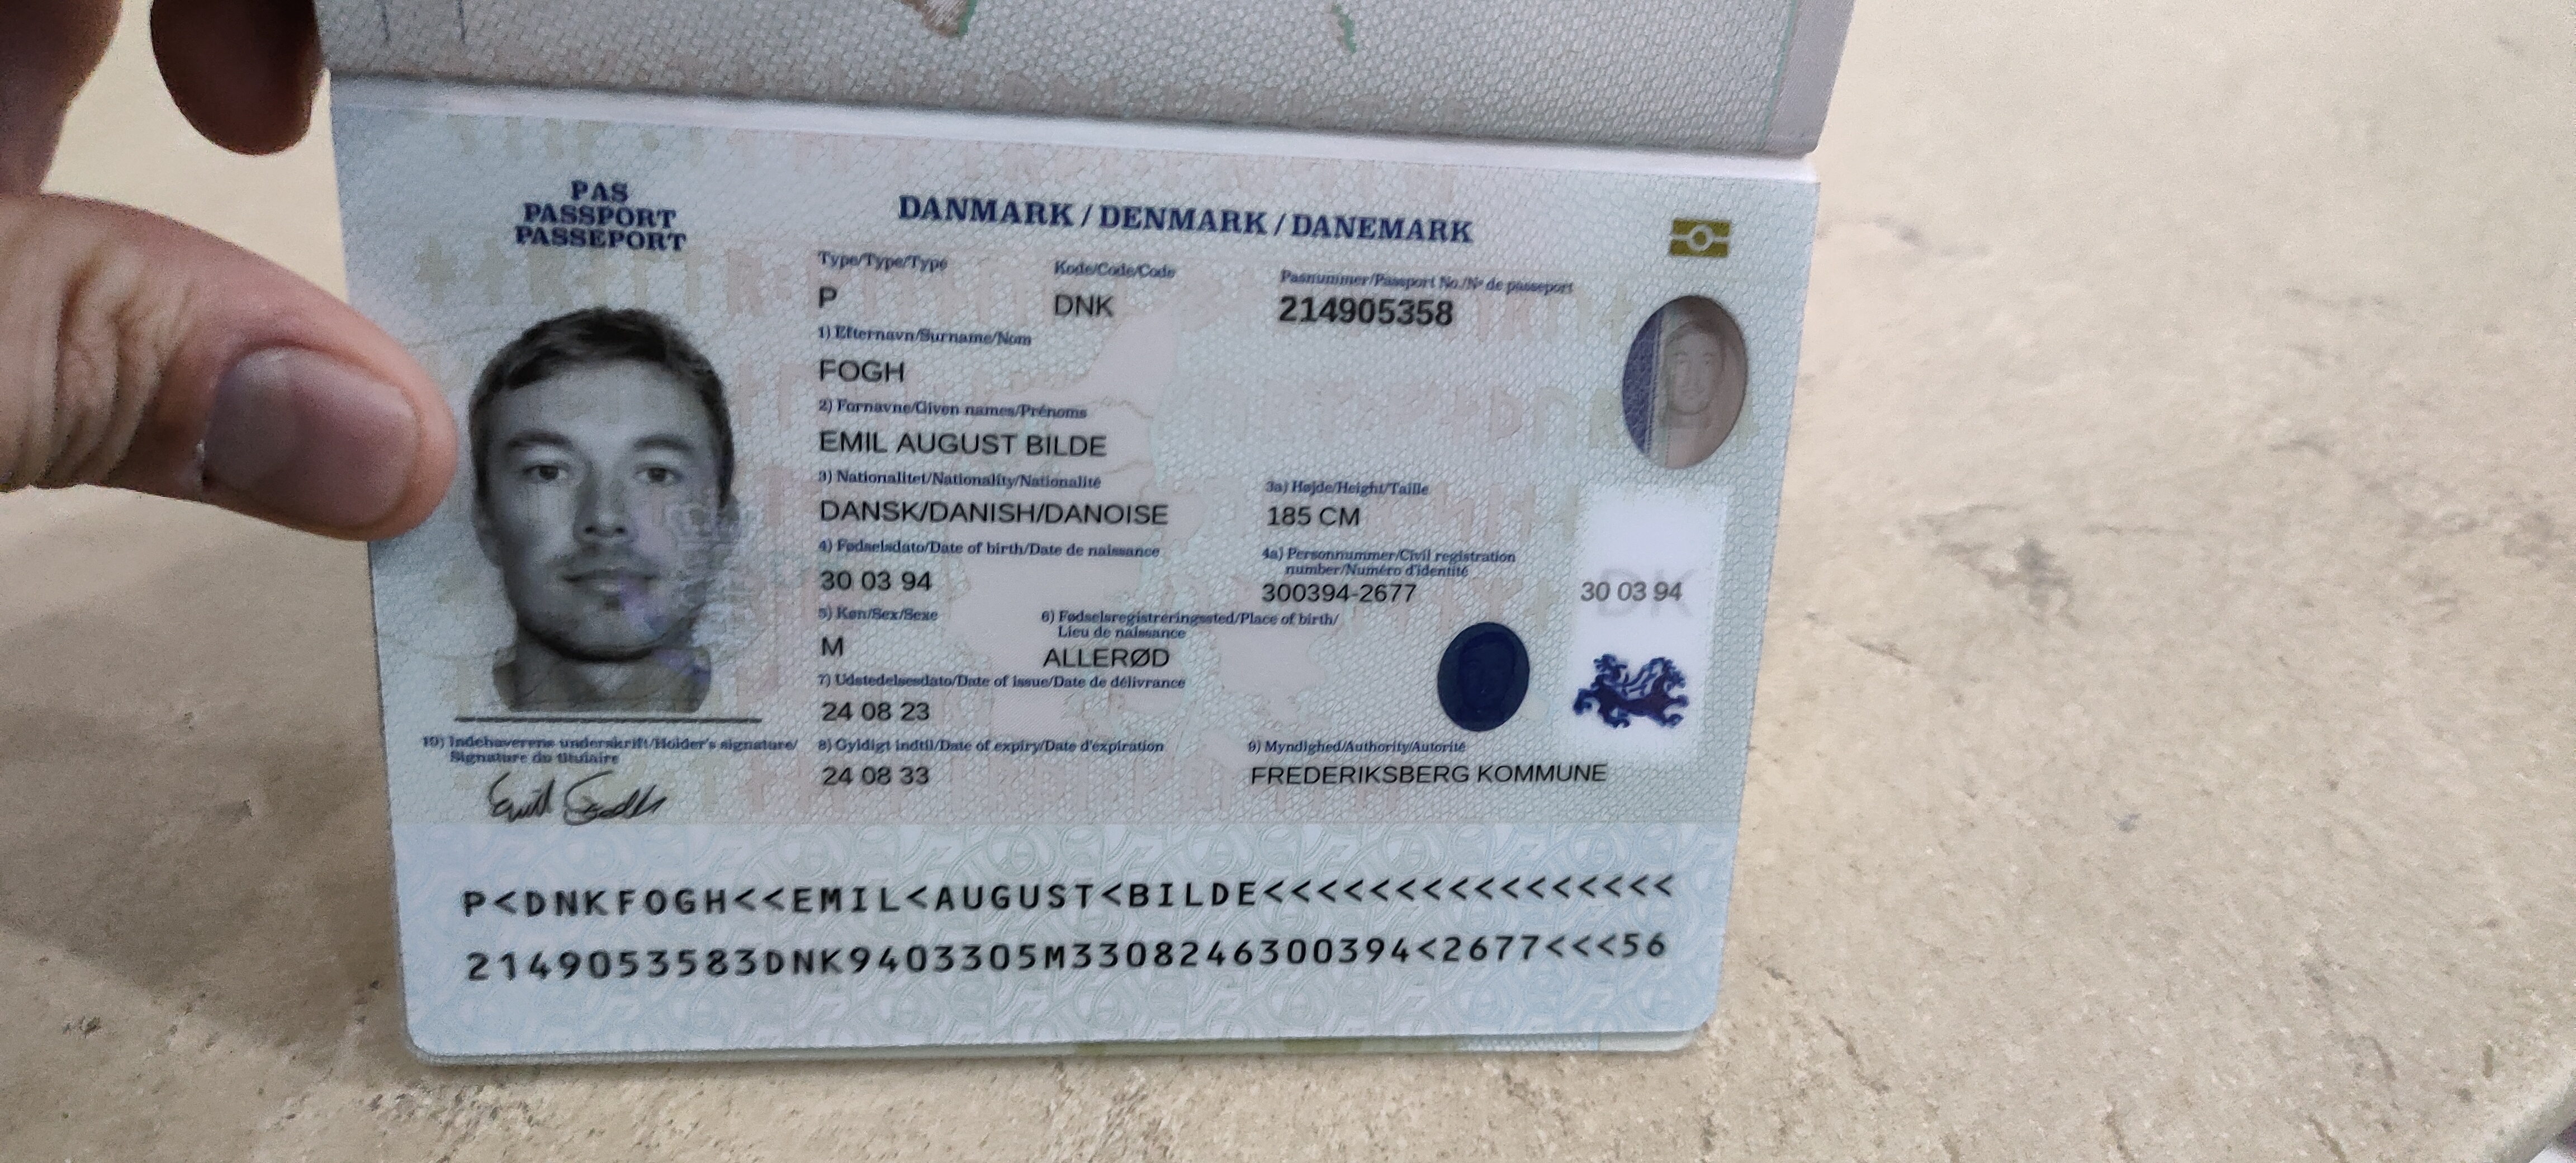 PAS
PASSPORT
PASSEPORT
DANMARK / DENMARK / DANEMARK
Type/Type/Type Kode/Code/Code Pasnummer/Passport No./Nº de passeport
P DNK 214905358
1) Efternavn/Surname/Nom
FOGH
2) Fornavne/Given names/Prénoms
EMIL AUGUST BILDE
3) Nationalitet/Nationality/Nationalité 3a) Højde/Height/Taille
DANSK/DANISH/DANOISE 185 CM
4) Fødselsdato/Date of birth/Date de naissance 4a) Personnummer/Civil registration
number/Numéro d'identité
30 03 94 300394-2677 30 03 94
5) Køn/Sex/Sexe 6) Fødselsregistreringssted/Place of birth/
Lieu de naissance
M ALLERØD
7) Udstedelsesdato/Date of issue/Date de délivrance
24 08 23
10) Indehaverens underskrift/Holder's signature/
Signature du titulaire
8) Gyldigt indtil/Date of expiry/Date d'expiration 9) Myndighed/Authority/Autorité
24 08 33 FREDERIKSBERG KOMMUNE
P<DNKFOGH<<EMIL<AUGUST<BILDE<<<<<<<<<<<<<<<<
2149053583DNK9403305M3308246300394<2677<<<56